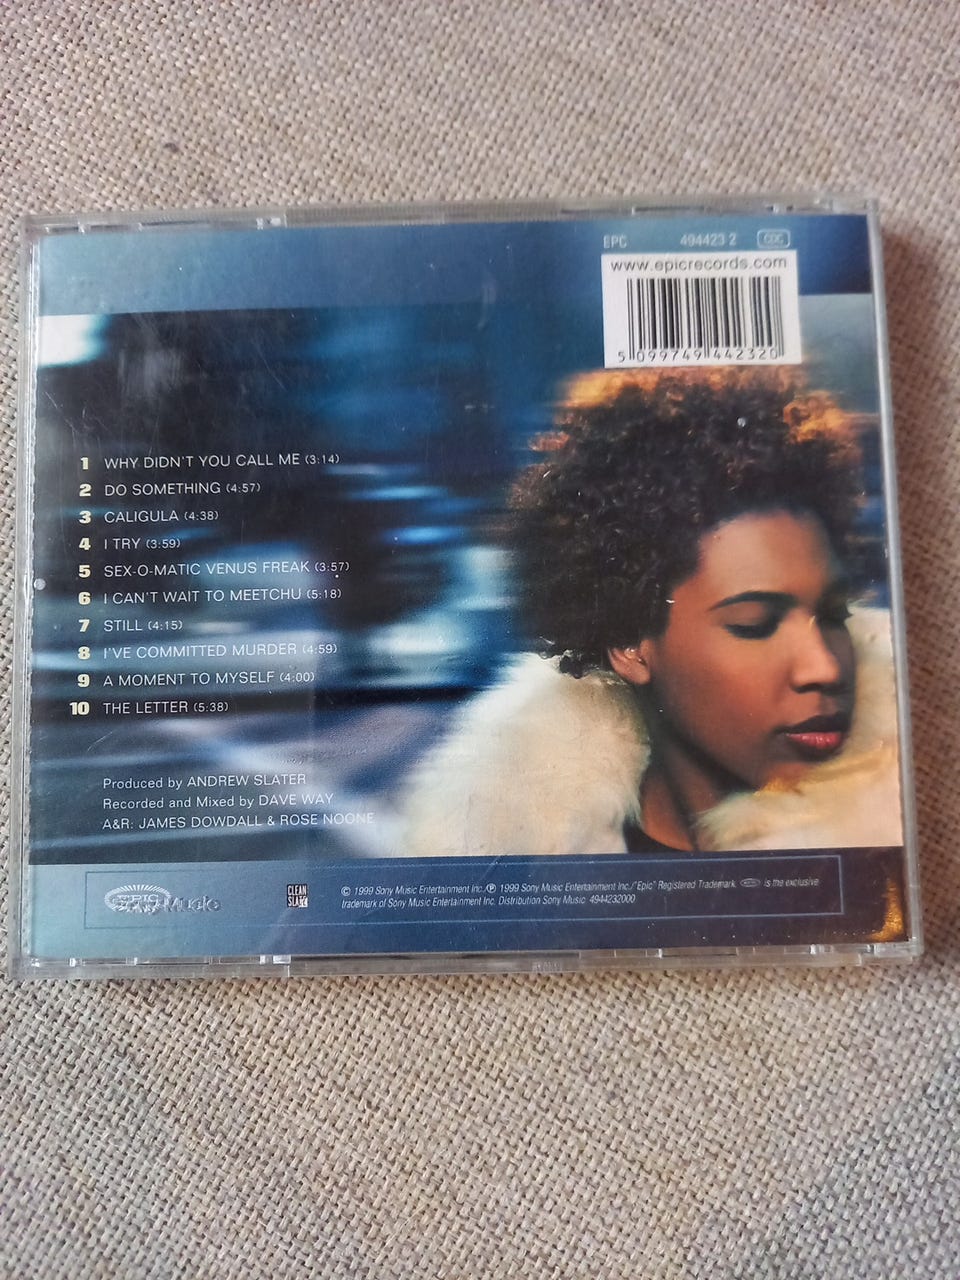 EPC 494423 2 CDC
www.epicrecords.com
5 099749 442320
1 WHY DIDN'T YOU CALL ME (3:14)
2 DO SOMETHING (4:57)
3 CALIGULA (4:38)
4 I TRY (3:59)
5 SEX-O-MATIC VENUS FREAK (3:57)
6 I CAN'T WAIT TO MEETCHU (5:18)
7 STILL (4:15)
8 I'VE COMMITTED MURDER (4:59)
9 A MOMENT TO MYSELF (4:00)
10 THE LETTER (5:38)
Produced by ANDREW SLATER
Recorded and Mixed by DAVE WAY
A&R: JAMES DOWDALL & ROSE NOONE
epic
Sony Music
CLEAN
SLATE
© 1999 Sony Music Entertainment Inc./℗ 1999 Sony Music Entertainment Inc./"Epic" Registered Trademark. is the exclusive
trademark of Sony Music Entertainment Inc. Distribution Sony Music 4944232000